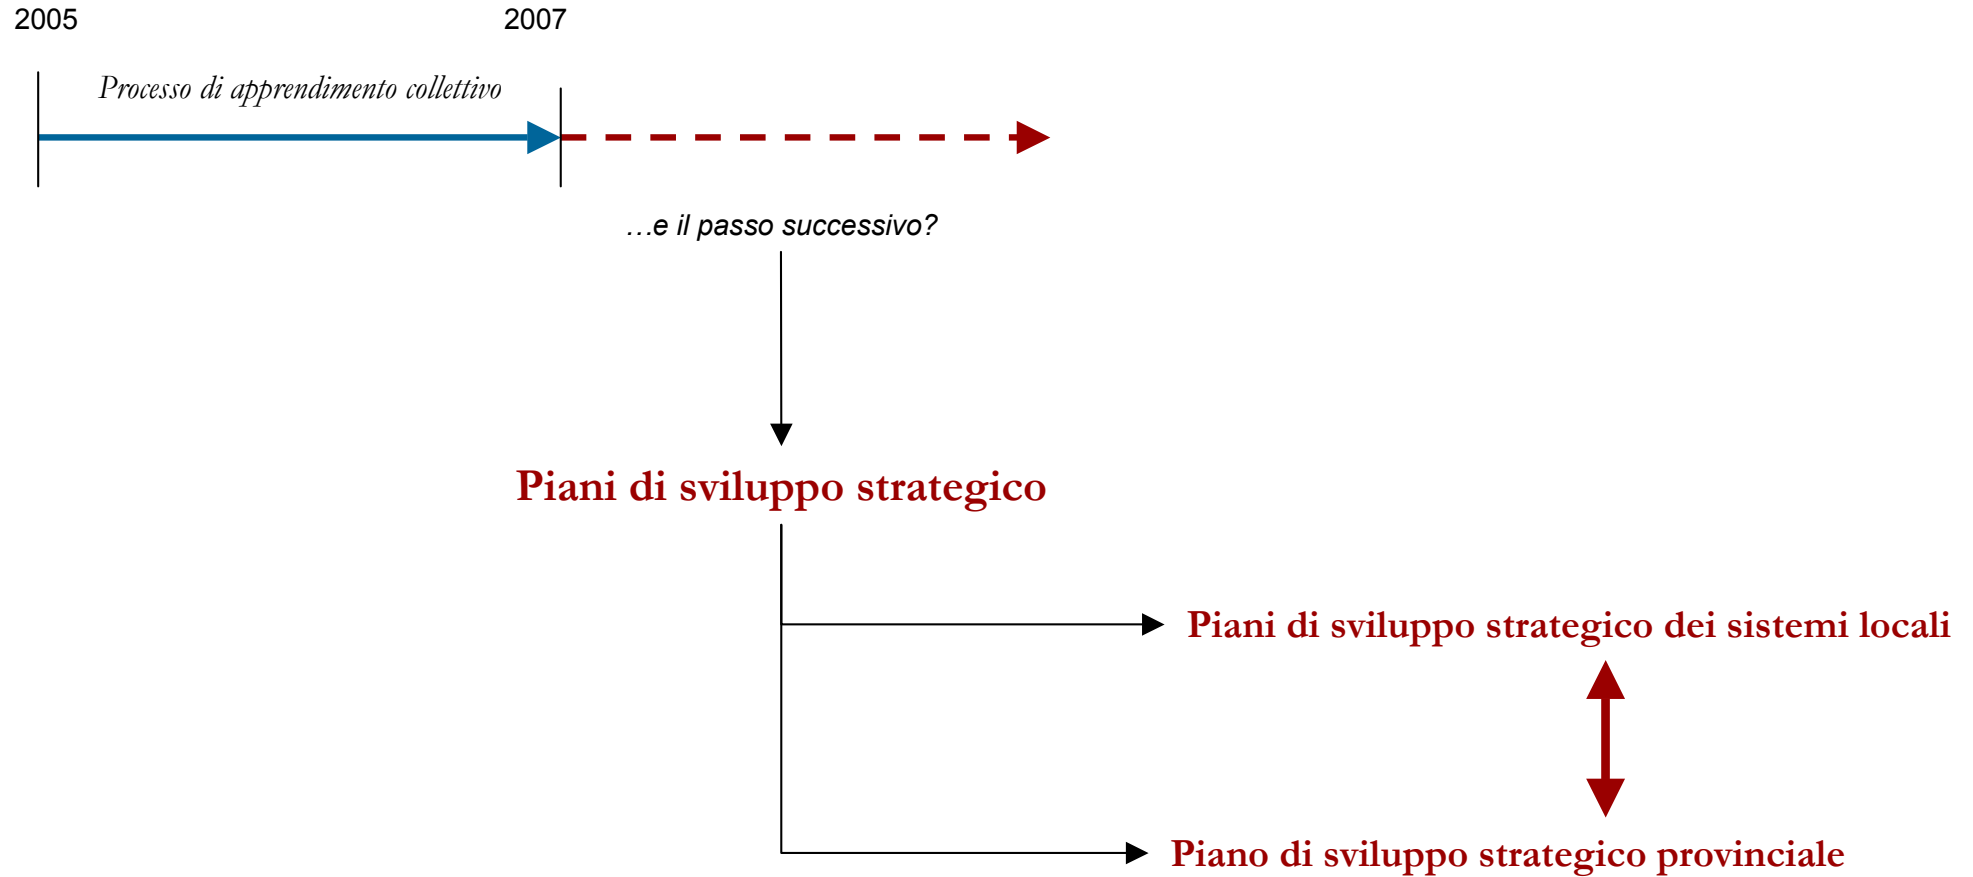 2005
2007
Processo di apprendimento collettivo
…e il passo successivo?
Piani di sviluppo strategico
Piani di sviluppo strategico dei sistemi locali
Piano di sviluppo strategico provinciale